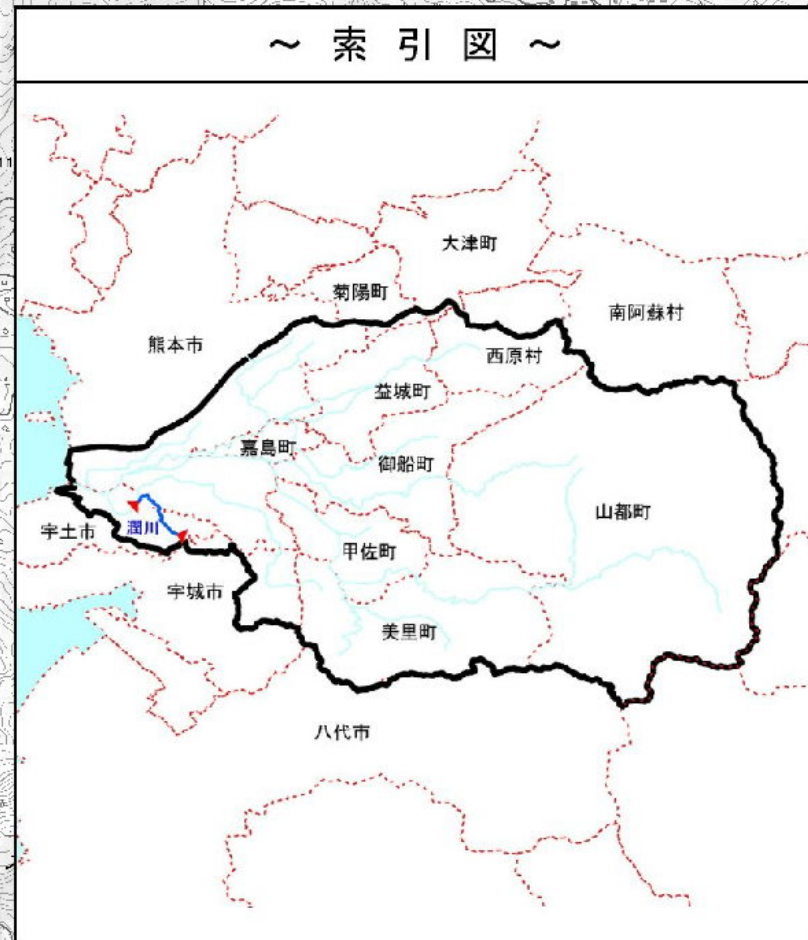 ～ 索 引 図 ～
11
大津町
菊陽町
南阿蘇村
熊本市
西原村
益城町
嘉島町
御船町
山都町
宇土市
潤川
甲佐町
宇城市
美里町
八代市